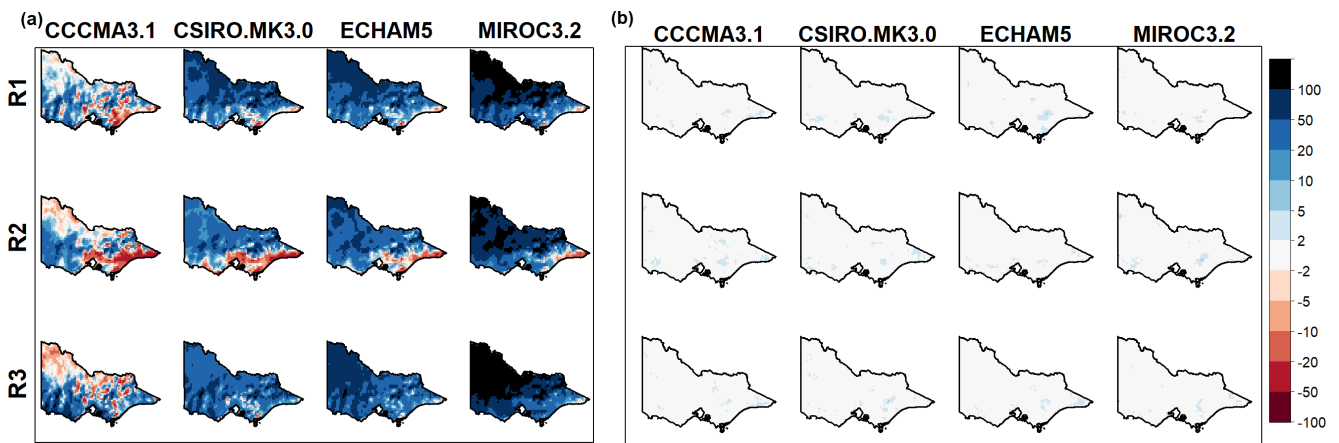 (a)
CCCMA3.1 CSIRO.MK3.0 ECHAM5 MIROC3.2
R1
R2
R3
(b)
CCCMA3.1 CSIRO.MK3.0 ECHAM5 MIROC3.2
100
50
20
10
5
2
-2
-5
-10
-20
-50
-100